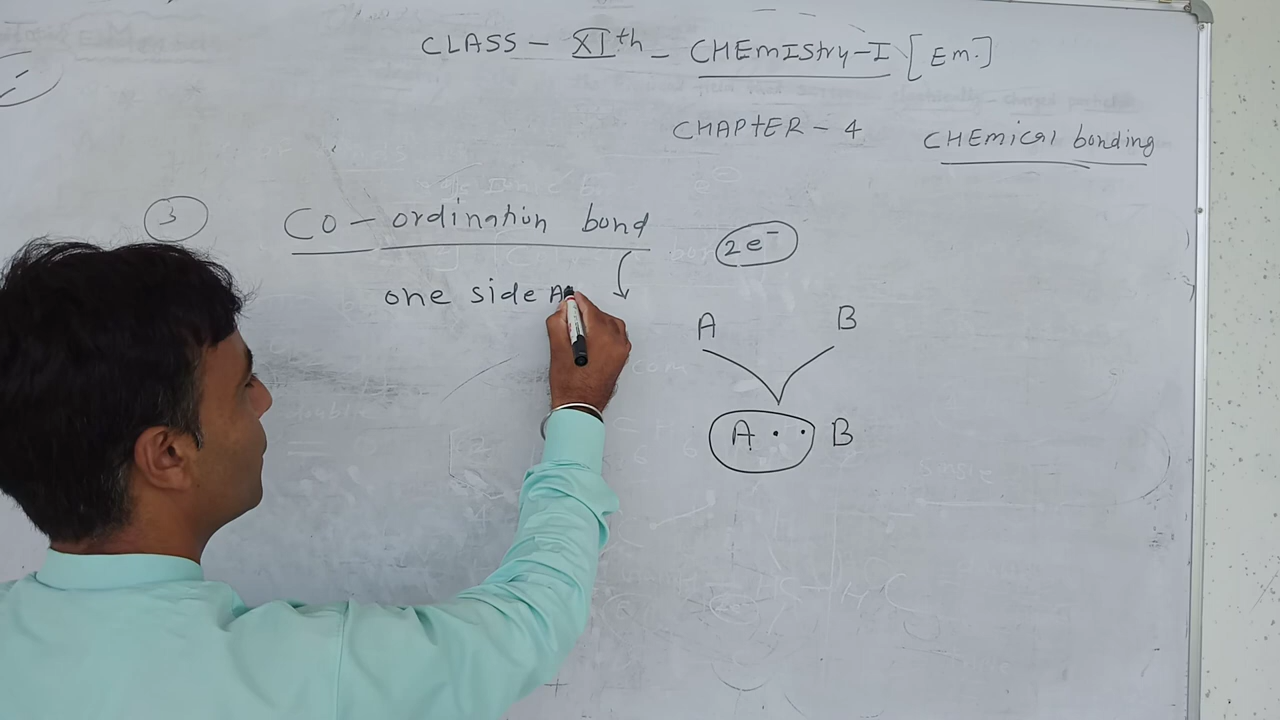 CLASS - XIth - CHEMIstry-I [Em.]
CHAPtER - 4 CHEmical bonding
3 Co-ordination bond 2e⁻
one side A
A B
A . . B